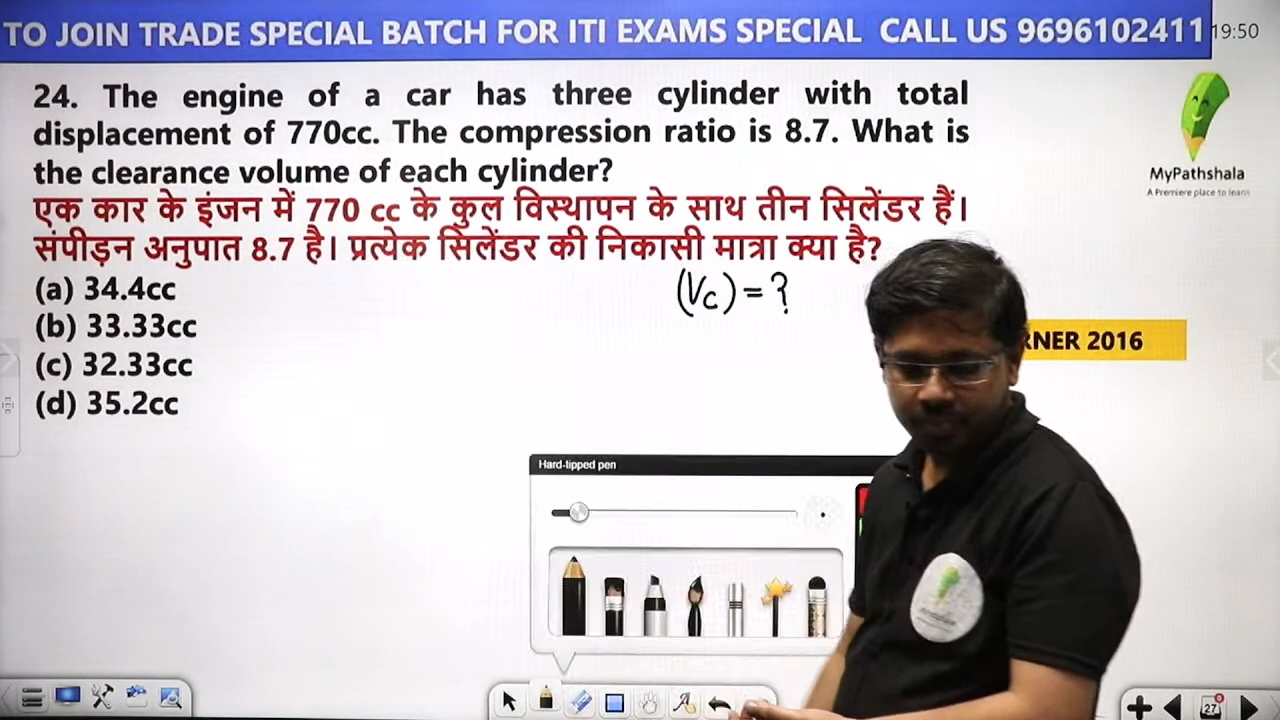 TO JOIN TRADE SPECIAL BATCH FOR ITI EXAMS SPECIAL CALL US 9696102411
19:50
24. The engine of a car has three cylinder with total
displacement of 770cc. The compression ratio is 8.7. What is
the clearance volume of each cylinder?
एक कार के इंजन में 770 cc के कुल विस्थापन के साथ तीन सिलेंडर हैं।
संपीड़न अनुपात 8.7 है। प्रत्येक सिलेंडर की निकासी मात्रा क्या है?
(a) 34.4cc
(b) 33.33cc
(c) 32.33cc
(d) 35.2cc
(Vc) = ?
MyPathshala
A Premiere place to learn
RNER 2016
Hard-tipped pen
27